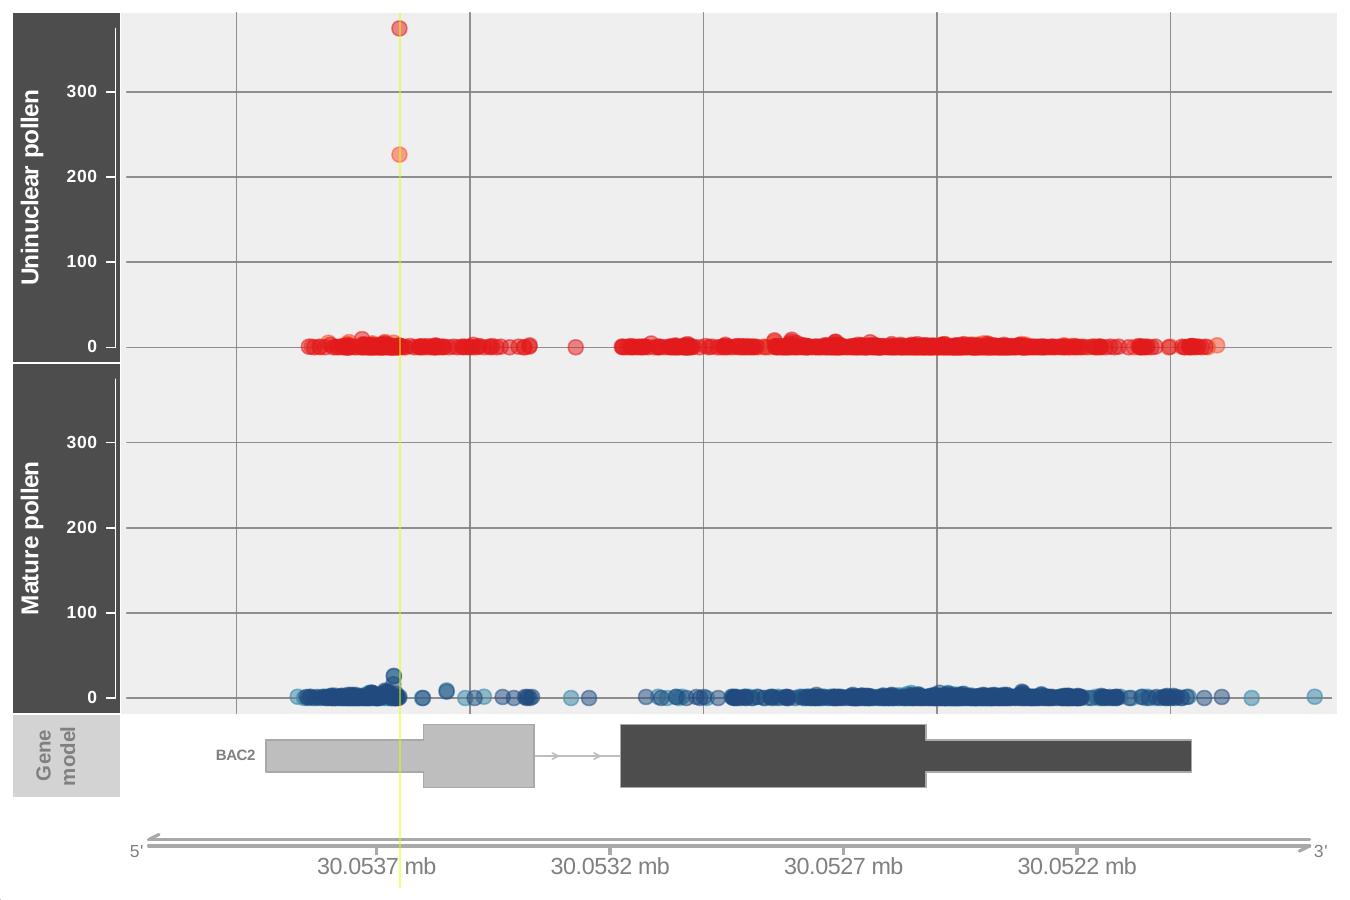 Uninuclear pollen
300
200
100
0
Mature pollen
300
200
100
0
Gene
model
BAC2
5'
3'
30.0537 mb
30.0532 mb
30.0527 mb
30.0522 mb